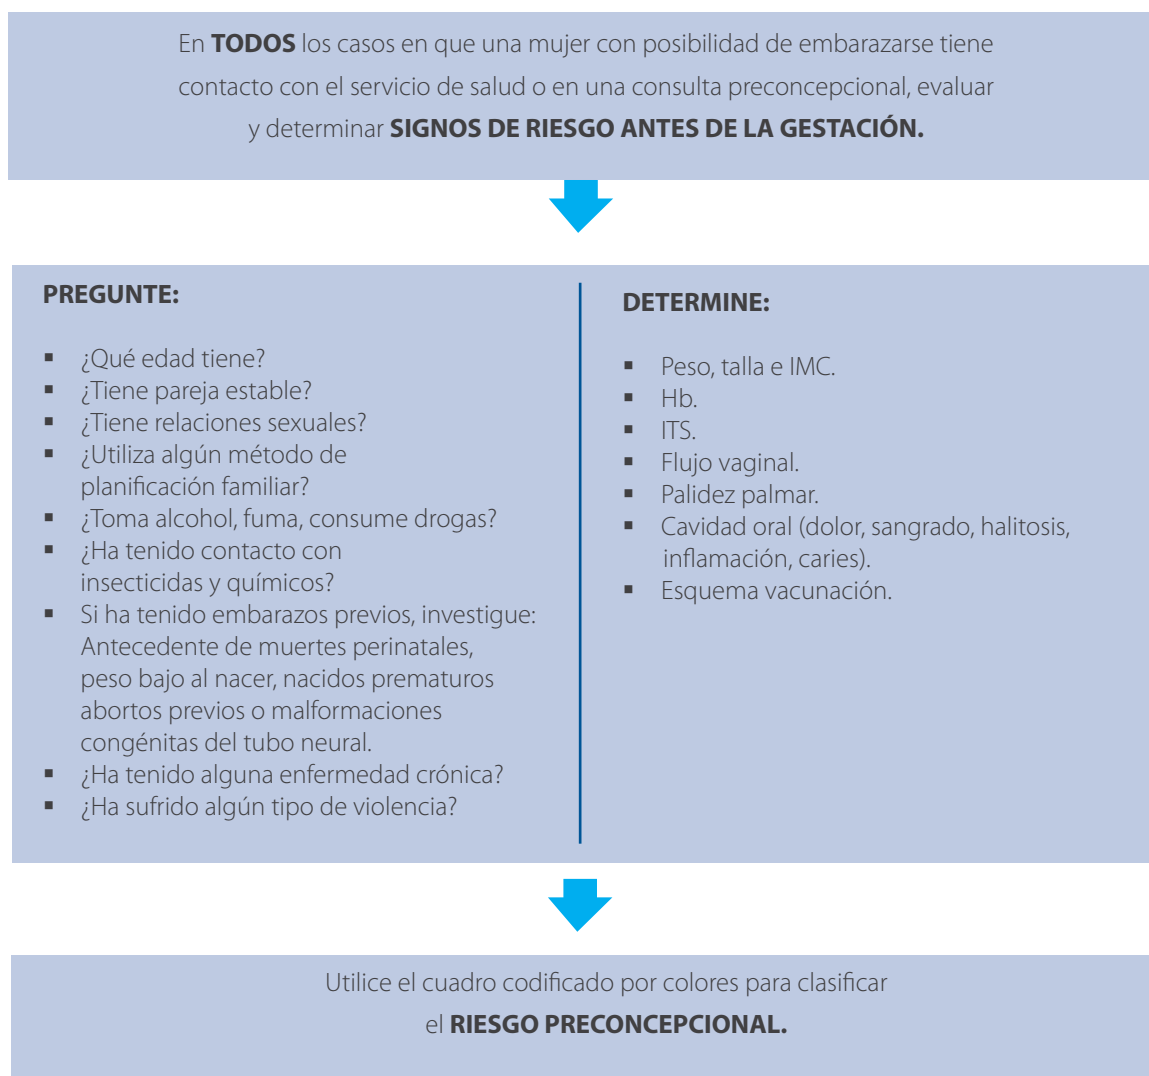 En TODOS los casos en que una mujer con posibilidad de embarazarse tiene
contacto con el servicio de salud o en una consulta preconcepcional, evaluar
y determinar SIGNOS DE RIESGO ANTES DE LA GESTACIÓN.
PREGUNTE:
▪ ¿Qué edad tiene?
▪ ¿Tiene pareja estable?
▪ ¿Tiene relaciones sexuales?
▪ ¿Utiliza algún método de
planificación familiar?
▪ ¿Toma alcohol, fuma, consume drogas?
▪ ¿Ha tenido contacto con
insecticidas y químicos?
▪ Si ha tenido embarazos previos, investigue:
Antecedente de muertes perinatales,
peso bajo al nacer, nacidos prematuros
abortos previos o malformaciones
congénitas del tubo neural.
▪ ¿Ha tenido alguna enfermedad crónica?
▪ ¿Ha sufrido algún tipo de violencia?
DETERMINE:
▪ Peso, talla e IMC.
▪ Hb.
▪ ITS.
▪ Flujo vaginal.
▪ Palidez palmar.
▪ Cavidad oral (dolor, sangrado, halitosis,
inflamación, caries).
▪ Esquema vacunación.
Utilice el cuadro codificado por colores para clasificar
el RIESGO PRECONCEPCIONAL.